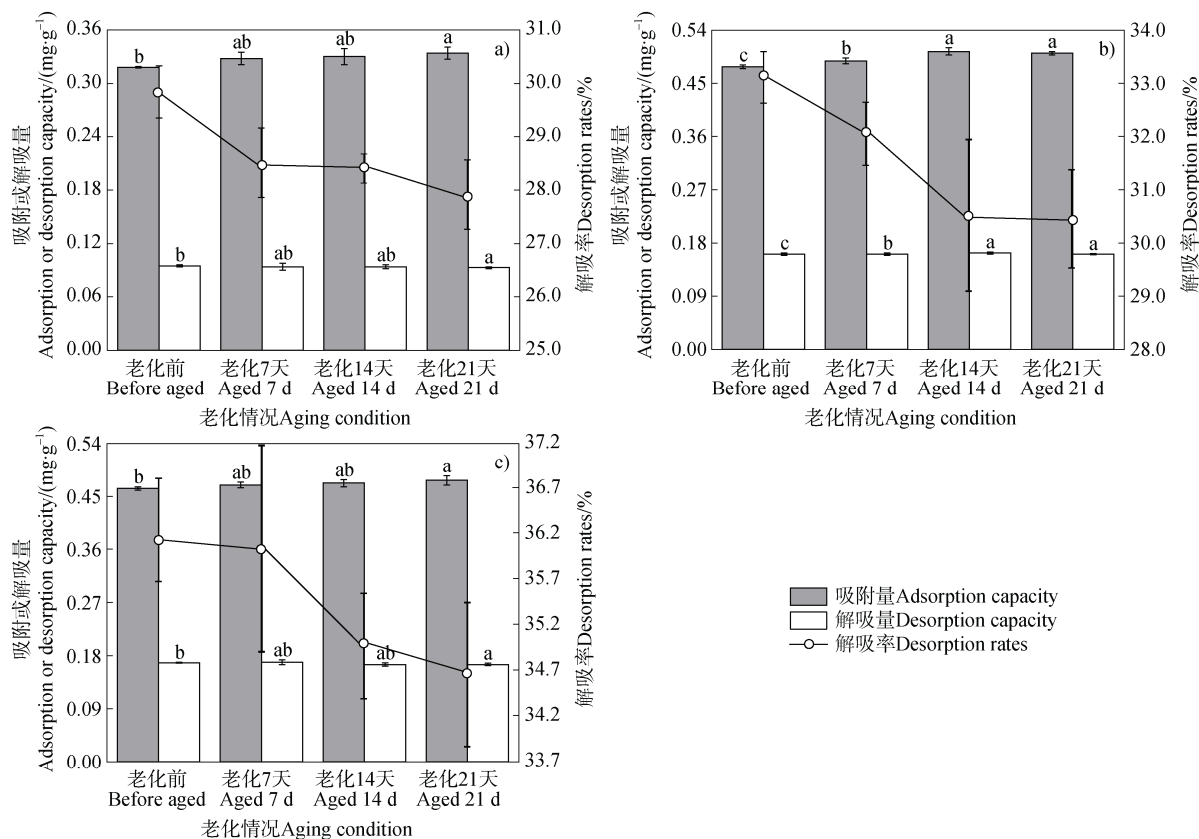 吸附或解吸量
Adsorption or desorption capacity/(mg·g⁻¹)
0.36
0.30
0.24
0.18
0.12
0.06
0.00
b
ab
ab
a
a)
b
ab
ab
a
31.0
30.0
29.0
28.0
27.0
26.0
25.0
解吸率Desorption rates/%
老化前 老化7天 老化14天 老化21天
Before aged Aged 7 d Aged 14 d Aged 21 d
老化情况Aging condition
吸附或解吸量
Adsorption or desorption capacity/(mg·g⁻¹)
0.54
0.45
0.36
0.27
0.18
0.09
0.00
c
b
a
a
b)
c
b
a
a
34.0
33.0
32.0
31.0
30.0
29.0
28.0
解吸率Desorption rates/%
老化前 老化7天 老化14天 老化21天
Before aged Aged 7 d Aged 14 d Aged 21 d
老化情况Aging condition
吸附或解吸量
Adsorption or desorption capacity/(mg·g⁻¹)
0.54
0.45
0.36
0.27
0.18
0.09
0.00
b
ab
ab
a
c)
b
ab
ab
a
37.2
36.7
36.2
35.7
35.2
34.7
34.2
33.7
解吸率Desorption rates/%
老化前 老化7天 老化14天 老化21天
Before aged Aged 7 d Aged 14 d Aged 21 d
老化情况Aging condition
吸附量Adsorption capacity
解吸量Desorption capacity
解吸率Desorption rates